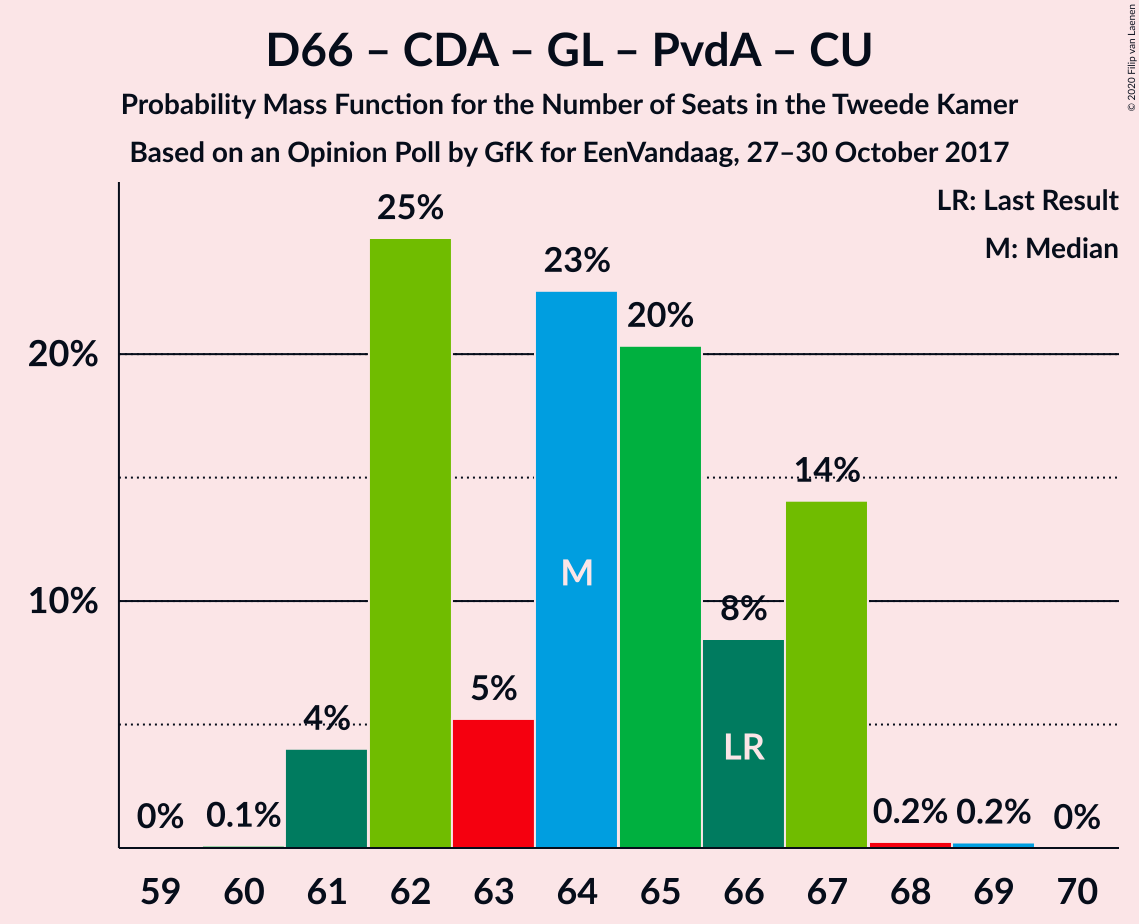 D66 – CDA – GL – PvdA – CU
Probability Mass Function for the Number of Seats in the Tweede Kamer
Based on an Opinion Poll by GfK for EenVandaag, 27–30 October 2017
© 2020 Filip van Laenen
LR: Last Result
M: Median
20%
10%
0%
0.1%
4%
25%
5%
23%
20%
8%
14%
0.2%
0.2%
0%
M
LR
59 60 61 62 63 64 65 66 67 68 69 70